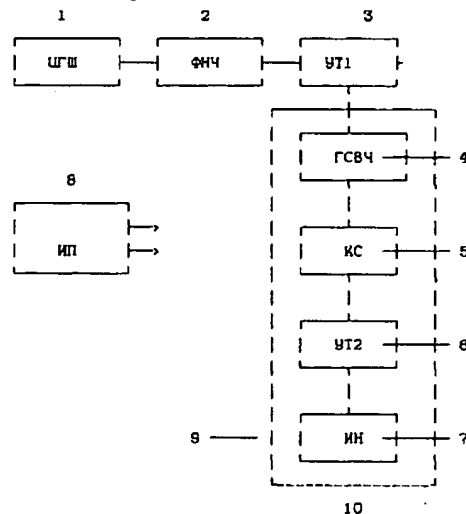 1 2 3
ЦГШ ФНЧ УТ1
ГСВЧ 4
8
ИП КС 5
УТ2 6
9 ИН 7
10